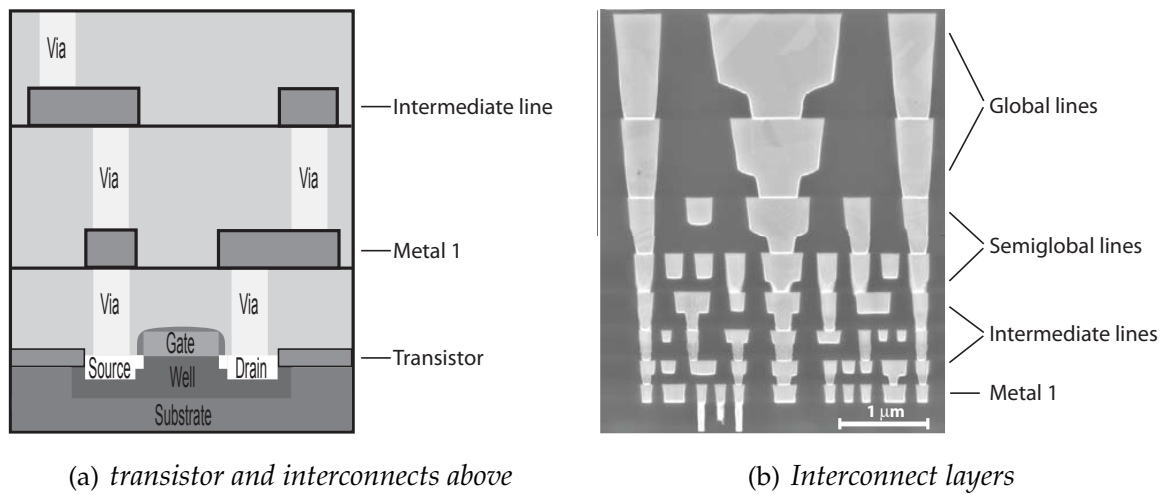 Via
Intermediate line
Via
Via
Metal 1
Via
Via
Gate
Source
Well
Drain
Transistor
Substrate
(a) transistor and interconnects above
Global lines
Semiglobal lines
Intermediate lines
Metal 1
1 μm
(b) Interconnect layers